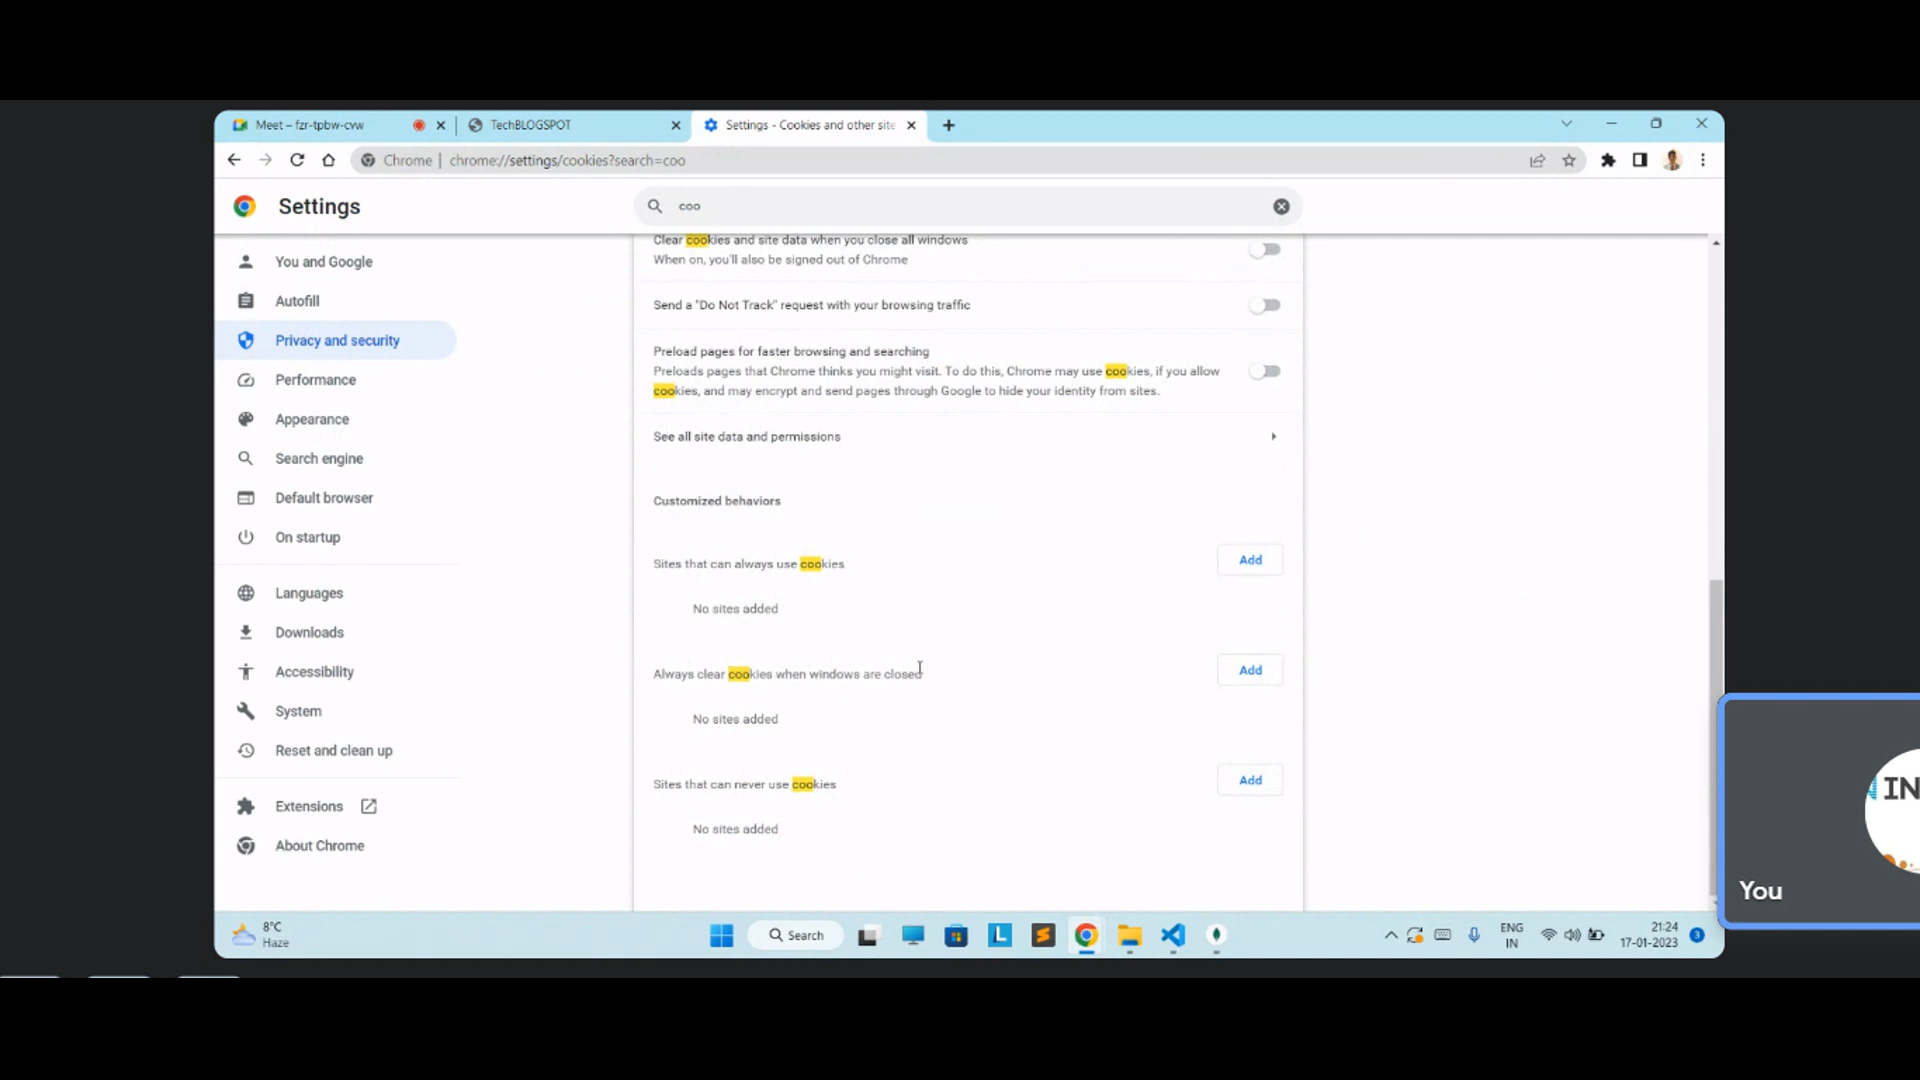 Meet – fzr-tpbw-cvw
TechBLOGSPOT
Settings - Cookies and other site
Chrome | chrome://settings/cookies?search=coo
Settings
coo
You and Google
Autofill
Privacy and security
Performance
Appearance
Search engine
Default browser
On startup
Languages
Downloads
Accessibility
System
Reset and clean up
Extensions
About Chrome
Clear cookies and site data when you close all windows
When on, you'll also be signed out of Chrome
Send a "Do Not Track" request with your browsing traffic
Preload pages for faster browsing and searching
Preloads pages that Chrome thinks you might visit. To do this, Chrome may use cookies, if you allow
cookies, and may encrypt and send pages through Google to hide your identity from sites.
See all site data and permissions
Customized behaviors
Sites that can always use cookies
Add
No sites added
Always clear cookies when windows are closed
Add
No sites added
Sites that can never use cookies
Add
No sites added
IN
You
8°C
Haze
Search
L
S
ENG
IN
21:24
17-01-2023
3